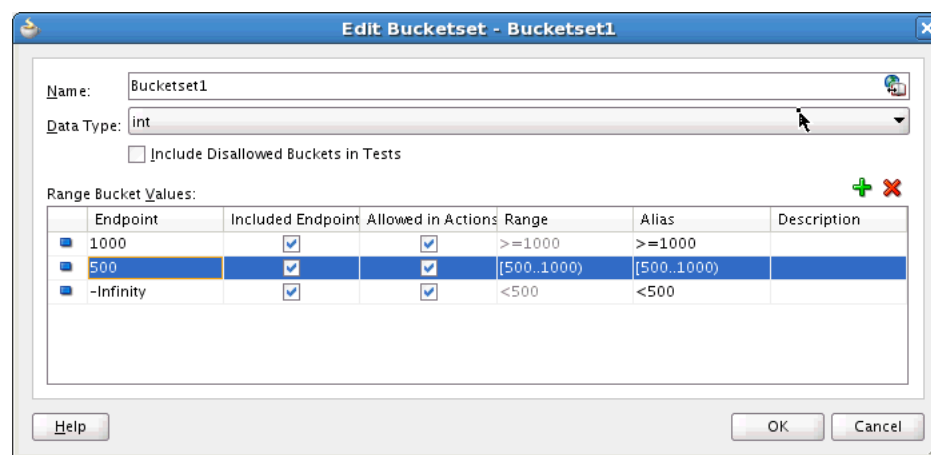 Edit Bucketset - Bucketset1
Name: Bucketset1
Data Type: int
Include Disallowed Buckets in Tests
Range Bucket Values:
Endpoint Included Endpoint Allowed in Actions Range Alias Description
1000 >=1000 >=1000
500 [500..1000) [500..1000)
-Infinity <500 <500
Help OK Cancel